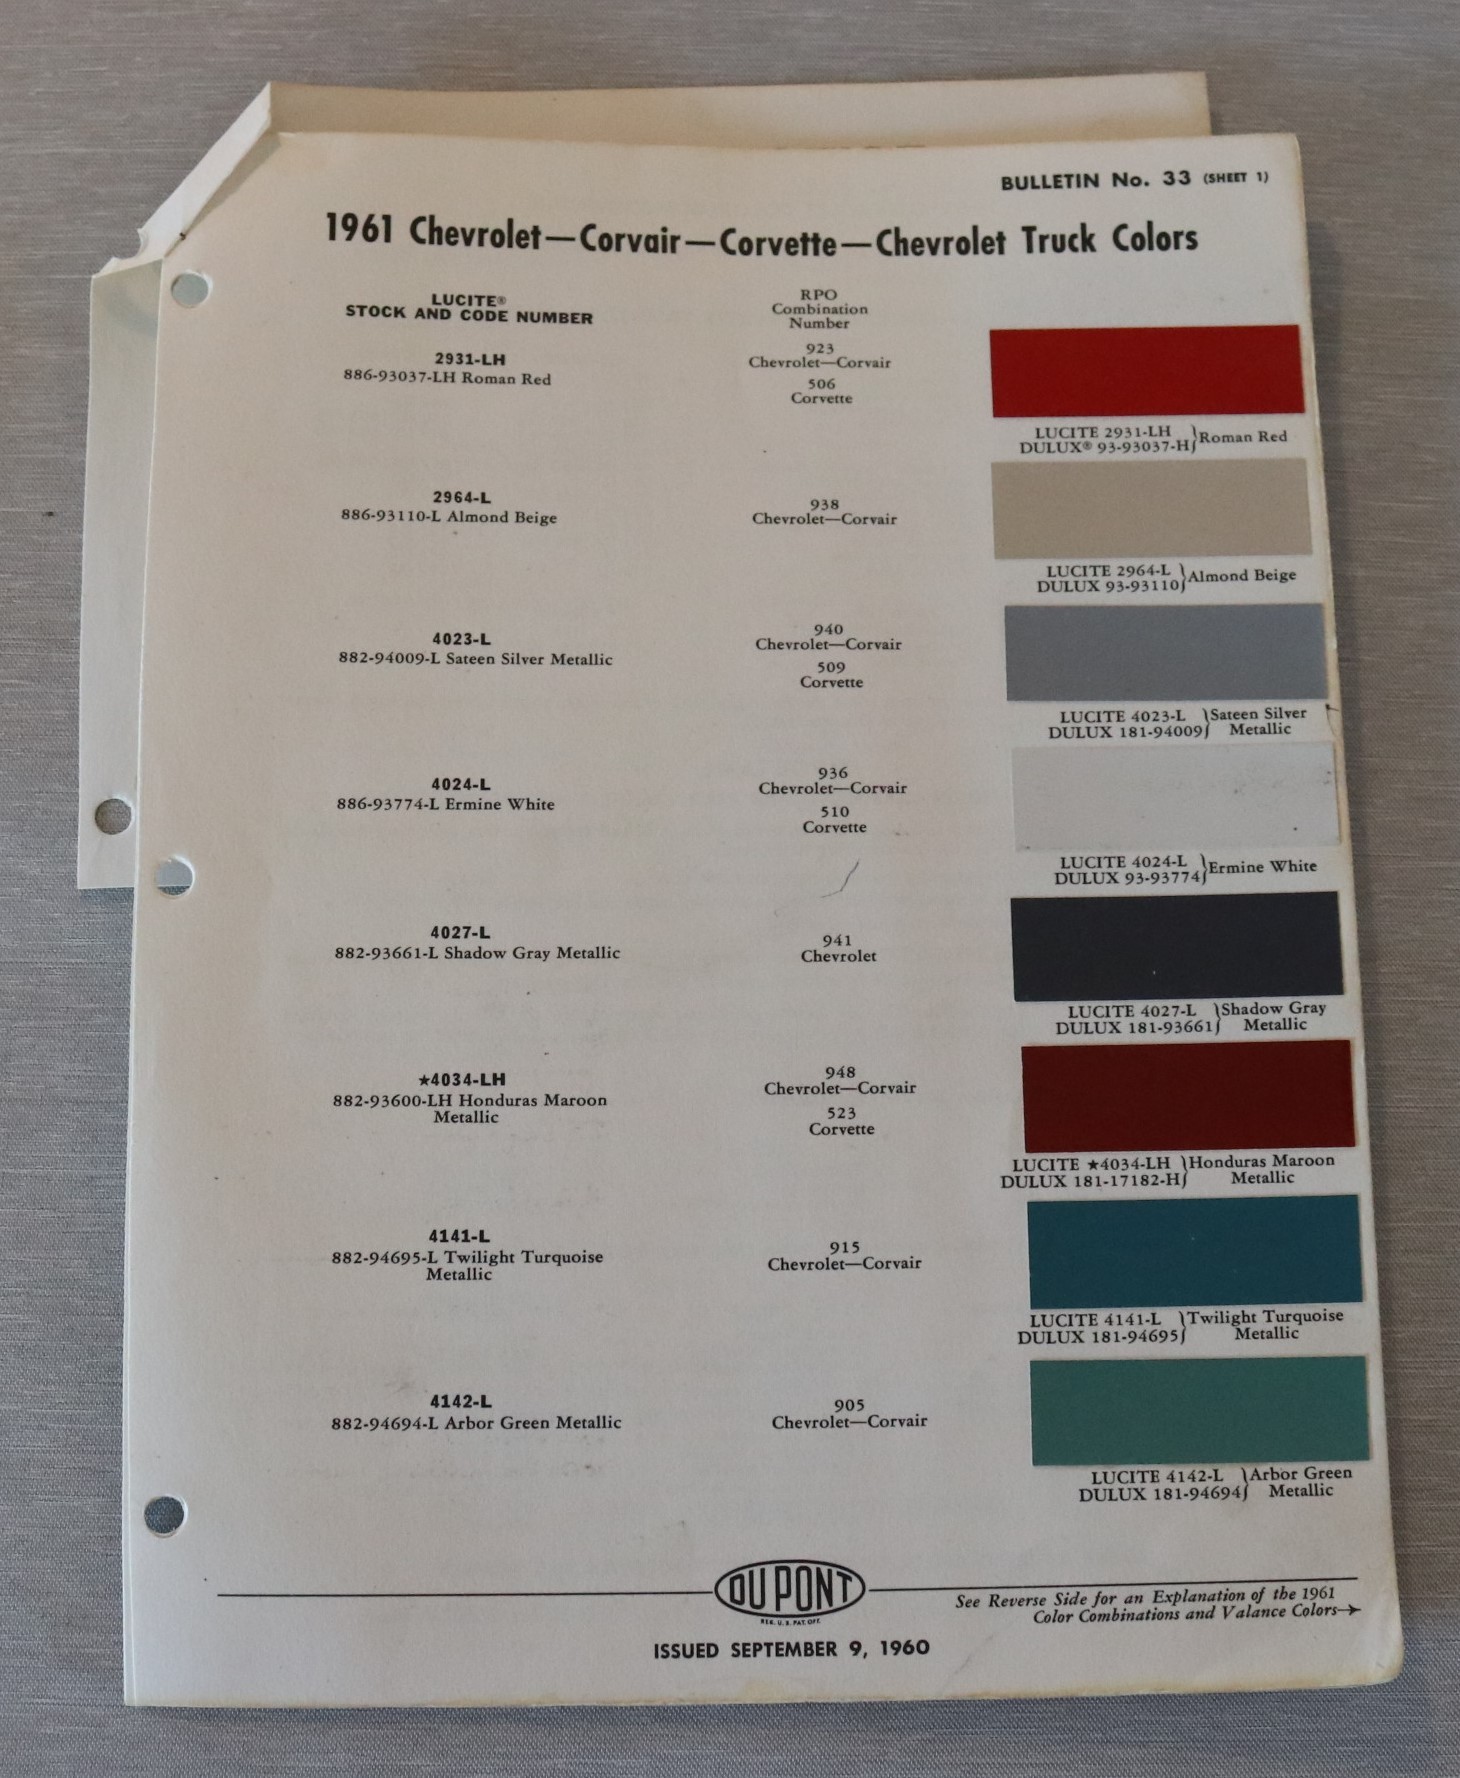 BULLETIN No. 33 (SHEET 1)
1961 Chevrolet—Corvair—Corvette—Chevrolet Truck Colors
LUCITE®
STOCK AND CODE NUMBER
RPO
Combination
Number
2931-LH
886-93037-LH Roman Red
923
Chevrolet—Corvair
506
Corvette
LUCITE 2931-LH
DULUX® 93-93037-H
Roman Red
2964-L
886-93110-L Almond Beige
938
Chevrolet—Corvair
LUCITE 2964-L
DULUX 93-93110
Almond Beige
4023-L
882-94009-L Sateen Silver Metallic
940
Chevrolet—Corvair
509
Corvette
LUCITE 4023-L
DULUX 181-94009
Sateen Silver
Metallic
4024-L
886-93774-L Ermine White
936
Chevrolet—Corvair
510
Corvette
LUCITE 4024-L
DULUX 93-93774
Ermine White
4027-L
882-93661-L Shadow Gray Metallic
941
Chevrolet
LUCITE 4027-L
DULUX 181-93661
Shadow Gray
Metallic
★4034-LH
882-93600-LH Honduras Maroon
Metallic
948
Chevrolet—Corvair
523
Corvette
LUCITE ★4034-LH
DULUX 181-17182-H
Honduras Maroon
Metallic
4141-L
882-94695-L Twilight Turquoise
Metallic
915
Chevrolet—Corvair
LUCITE 4141-L
DULUX 181-94695
Twilight Turquoise
Metallic
4142-L
882-94694-L Arbor Green Metallic
905
Chevrolet—Corvair
LUCITE 4142-L
DULUX 181-94694
Arbor Green
Metallic
DU PONT
REG. U.S. PAT. OFF.
See Reverse Side for an Explanation of the 1961
Color Combinations and Valance Colors→
ISSUED SEPTEMBER 9, 1960